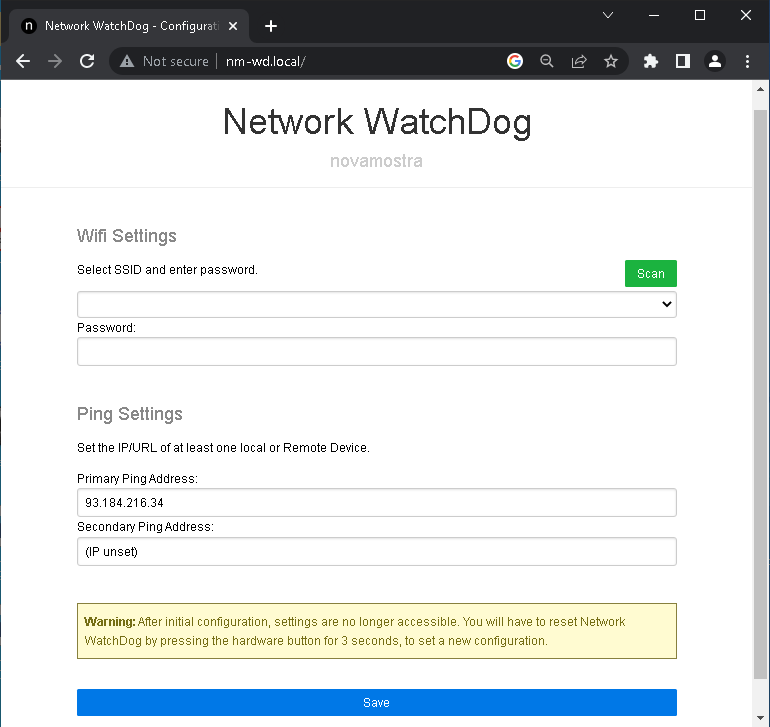 n Network WatchDog - Configurat
Not secure nm-wd.local/
Network WatchDog
novamostra
Wifi Settings
Select SSID and enter password.
Scan
Password:
Ping Settings
Set the IP/URL of at least one local or Remote Device.
Primary Ping Address:
93.184.216.34
Secondary Ping Address:
(IP unset)
Warning: After initial configuration, settings are no longer accessible. You will have to reset Network
WatchDog by pressing the hardware button for 3 seconds, to set a new configuration.
Save